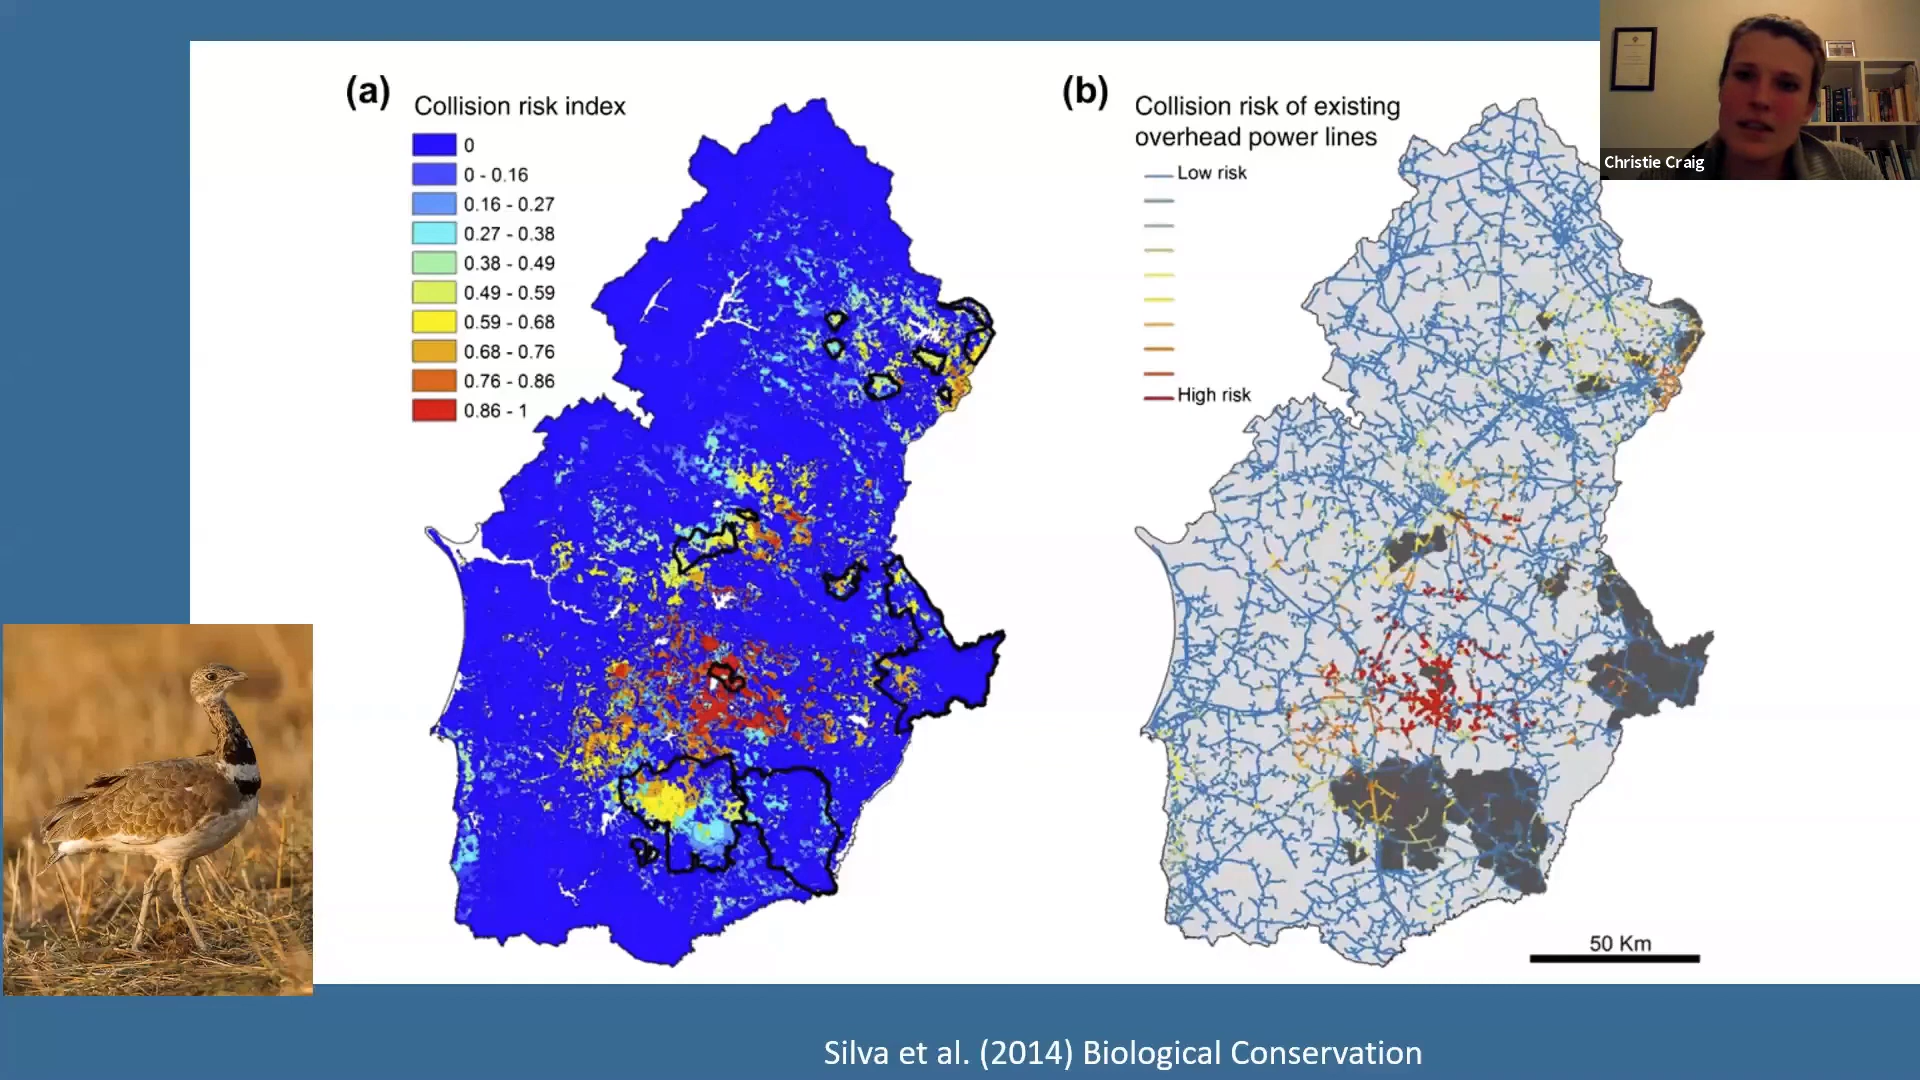 (a)
Collision risk index
0
0 - 0.16
0.16 - 0.27
0.27 - 0.38
0.38 - 0.49
0.49 - 0.59
0.59 - 0.68
0.68 - 0.76
0.76 - 0.86
0.86 - 1
(b)
Collision risk of existing
overhead power lines
Low risk
High risk
50 Km
Christie Craig
Silva et al. (2014) Biological Conservation